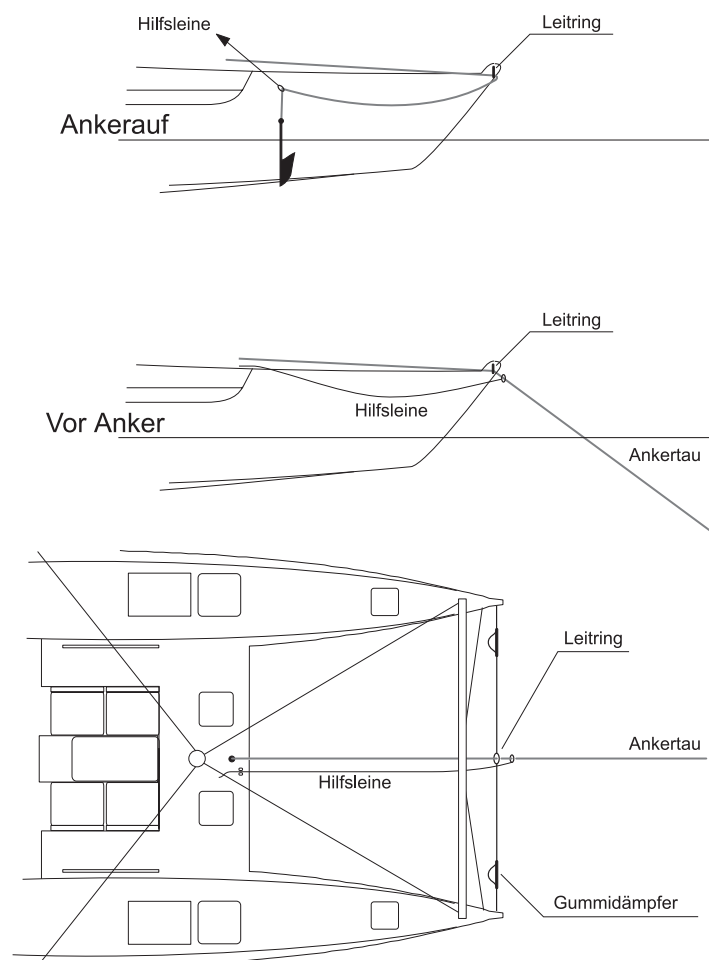 Hilfsleine
Leitring
Ankerauf
Leitring
Hilfsleine
Vor Anker
Ankertau
Leitring
Ankertau
Hilfsleine
Gummidämpfer